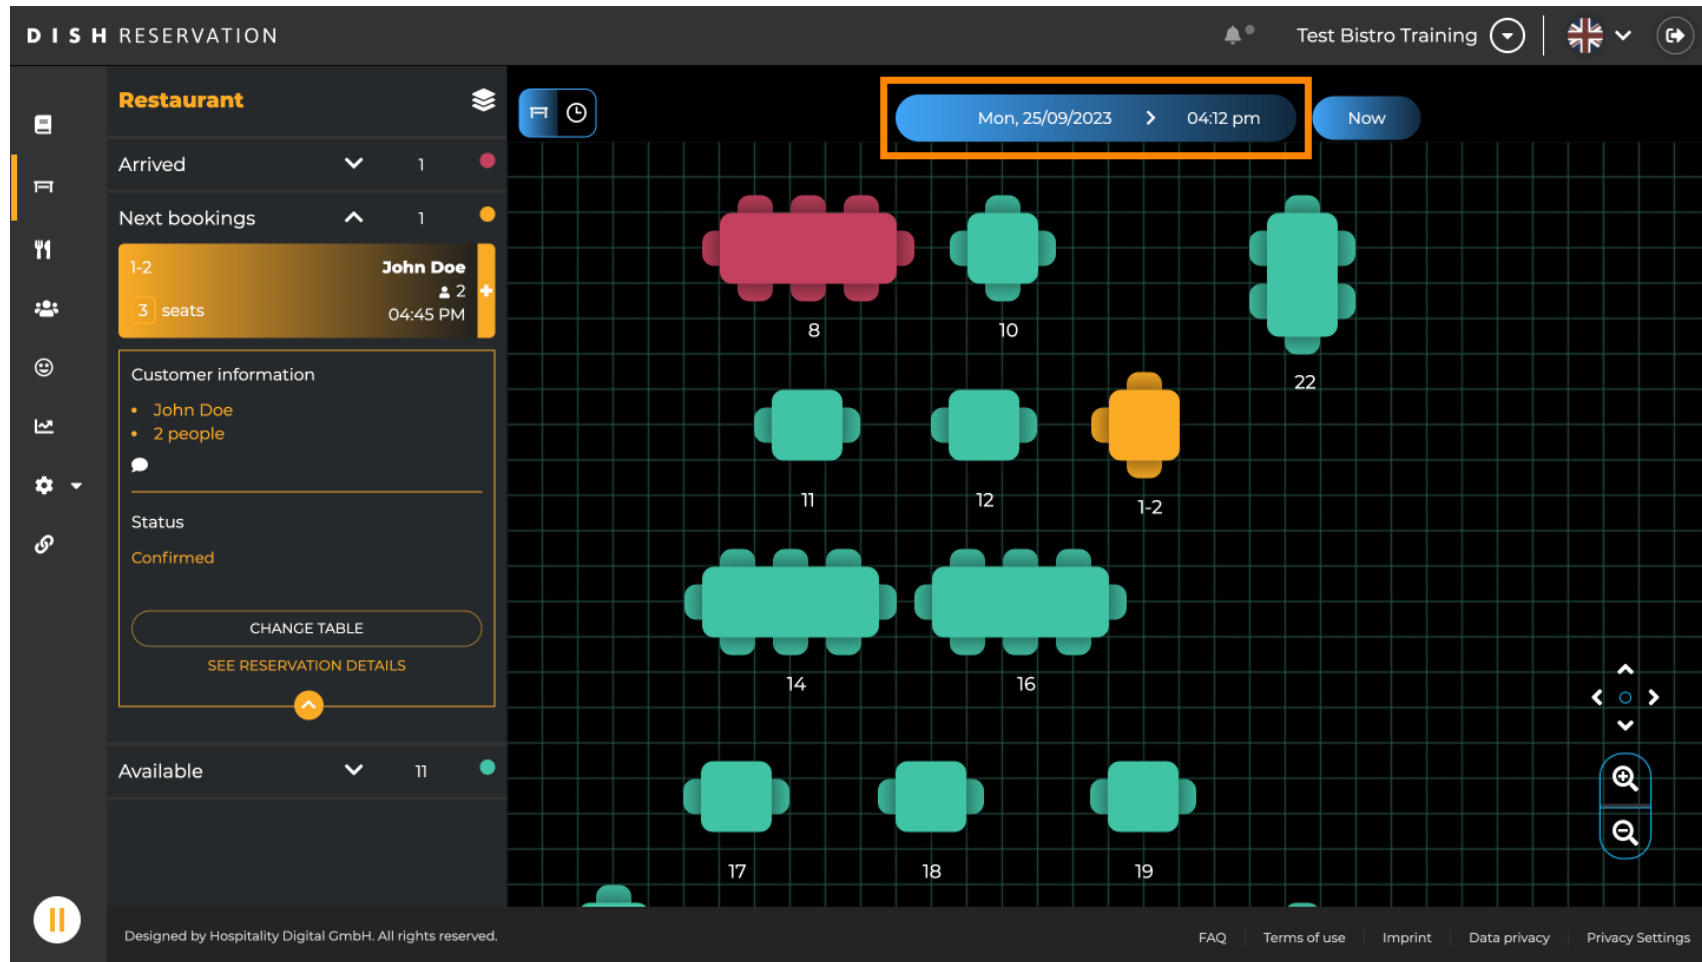 DISH RESERVATION
Test Bistro Training
Restaurant
Mon, 25/09/2023 04:12 pm
Now
Arrived 1
Next bookings 1
1-2 John Doe
2
3 seats 04:45 PM
Customer information
John Doe
2 people
Status
Confirmed
CHANGE TABLE
SEE RESERVATION DETAILS
Available 11
8
10
22
11
12
1-2
14
16
17
18
19
Designed by Hospitality Digital GmbH. All rights reserved.
FAQ
Terms of use
Imprint
Data privacy
Privacy Settings